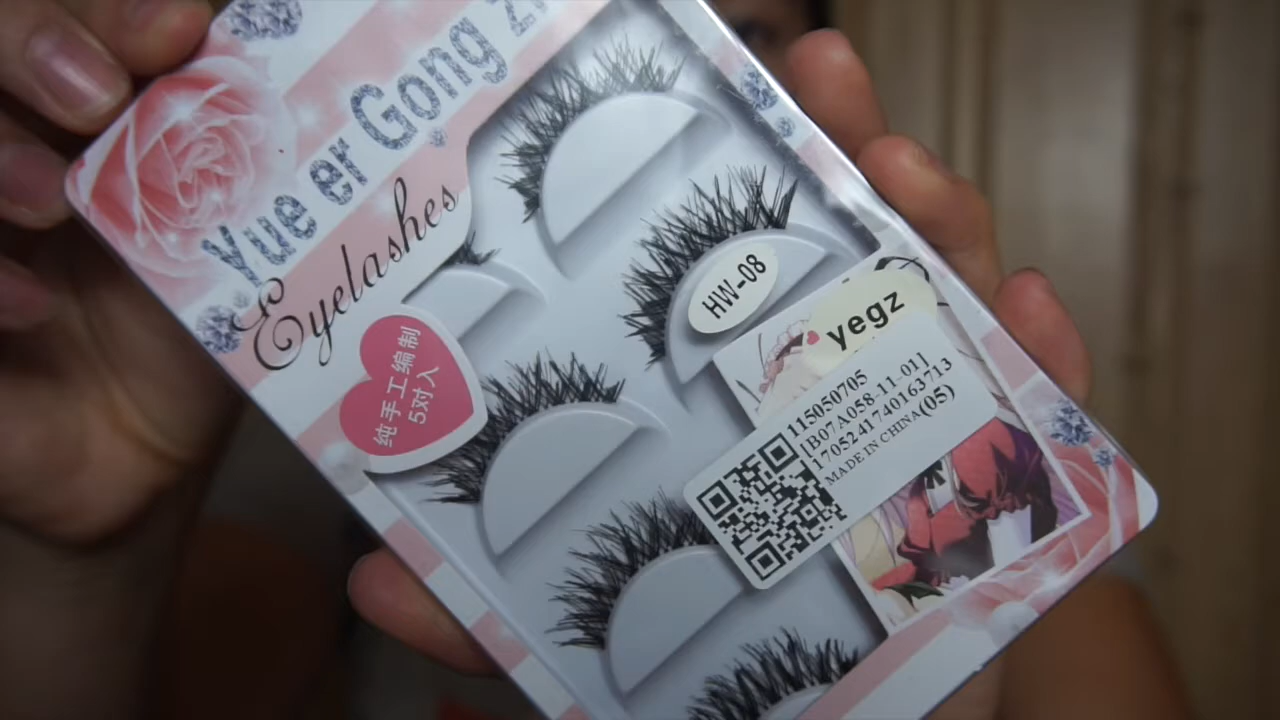 Yue er Gong
Eyelashes
纯手工编制
5对入
HW-08
yegz
115050705
[B07A058-11-01]
1705241740163713
MADE IN CHINA(05)